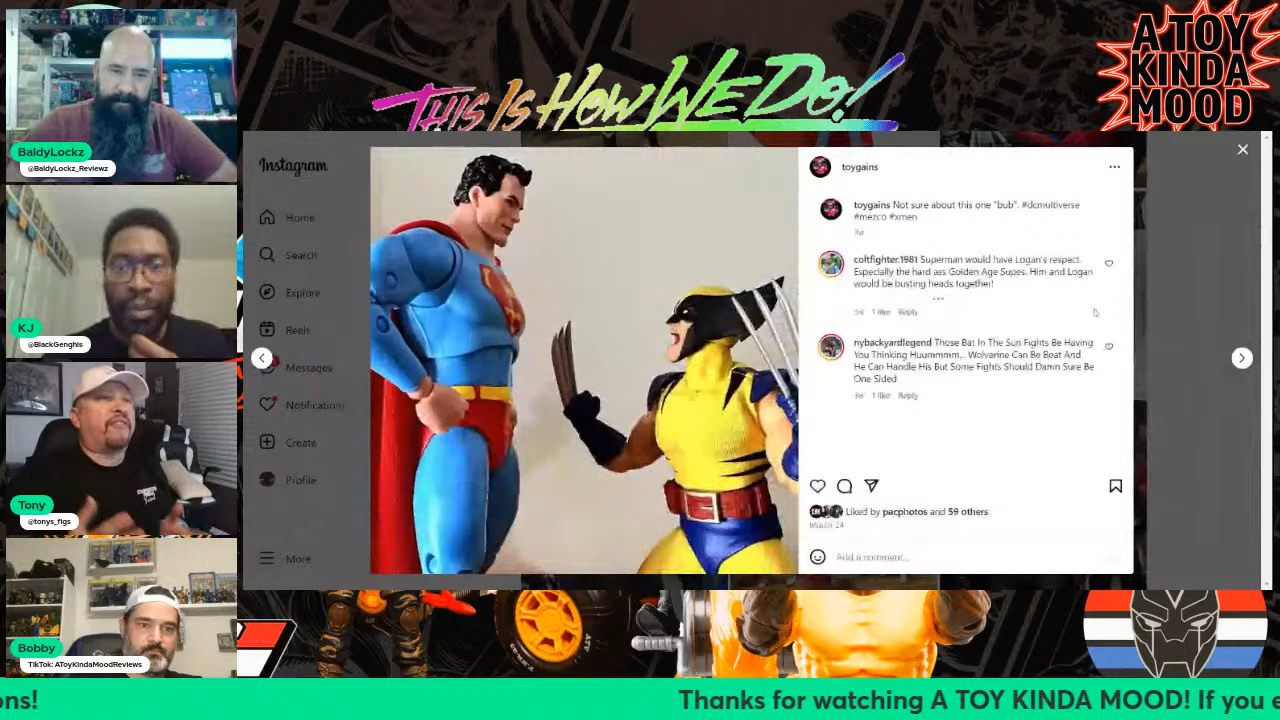 THIS IS HOW WE DO!
A TOY
KINDA
MOOD
BaldyLockz
@BaldyLockz_Reviewz
KJ
@BlackGenghis
Tony
@tonys_figs
Bobby
TikTok: AToyKindaMoodReviews
Instagram
Home
Search
Explore
Reels
Messages
Notifications
Create
Profile
More
toygains
toygains Not sure about this one "bub". #dcmultiverse
#mezco #xmen
3w
coltfighter.1981 Superman would have Logan's respect.
Especially the hard ass Golden Age Supes. Him and Logan
would be busting heads together!
3w 1 like Reply
nybackyardlegend Those Bat In The Sun Fights Be Having
You Thinking Huummmm... Wolverine Can Be Beat And
He Can Handle His But Some Fights Should Damn Sure Be
One Sided
3w 1 like Reply
Liked by pacphotos and 59 others
March 24
Add a comment...
ons!
Thanks for watching A TOY KINDA MOOD! If you e